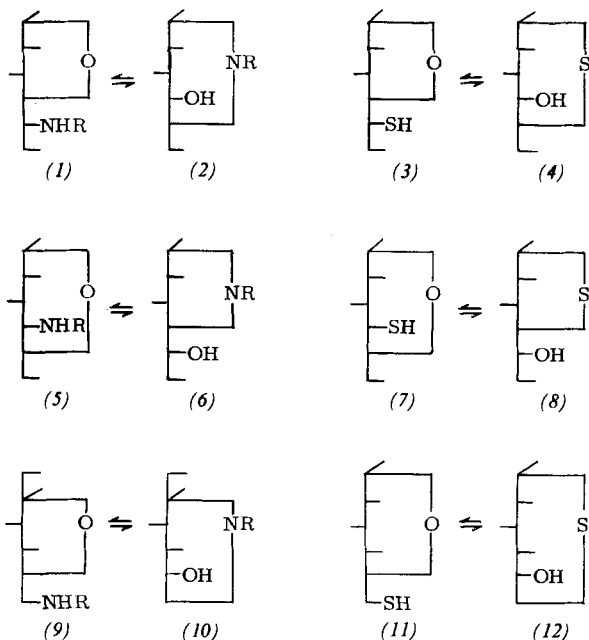 O NR O S
OH OH
NHR SH
(1) (2) (3) (4)
O NR O S
NHR SH
OH OH
(5) (6) (7) (8)
O NR O S
OH OH
NHR SH
(9) (10) (11) (12)